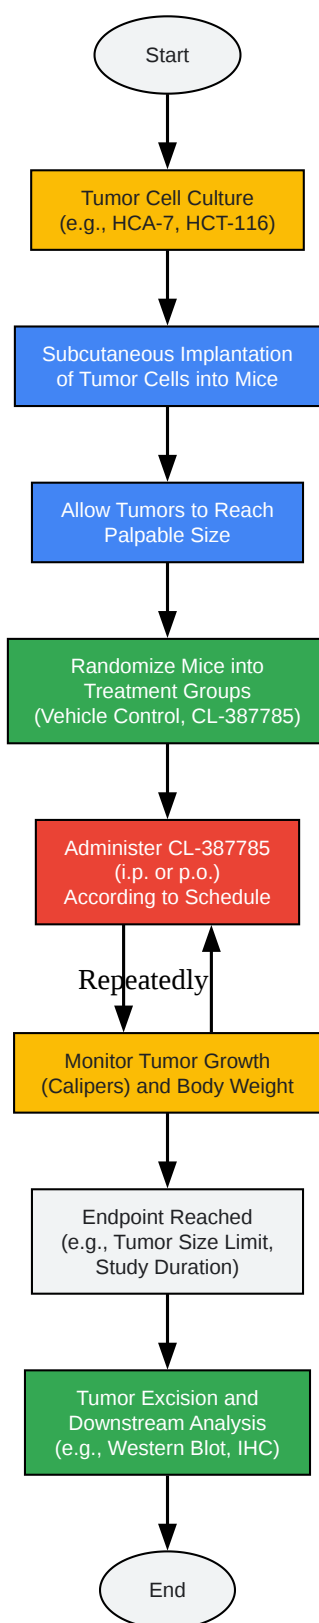 Start
Tumor Cell Culture
(e.g., HCA-7, HCT-116)
Subcutaneous Implantation
of Tumor Cells into Mice
Allow Tumors to Reach
Palpable Size
Randomize Mice into
Treatment Groups
(Vehicle Control, CL-387785)
Administer CL-387785
(i.p. or p.o.)
According to Schedule
Repeatedly
Monitor Tumor Growth
(Calipers) and Body Weight
Endpoint Reached
(e.g., Tumor Size Limit,
Study Duration)
Tumor Excision and
Downstream Analysis
(e.g., Western Blot, IHC)
End